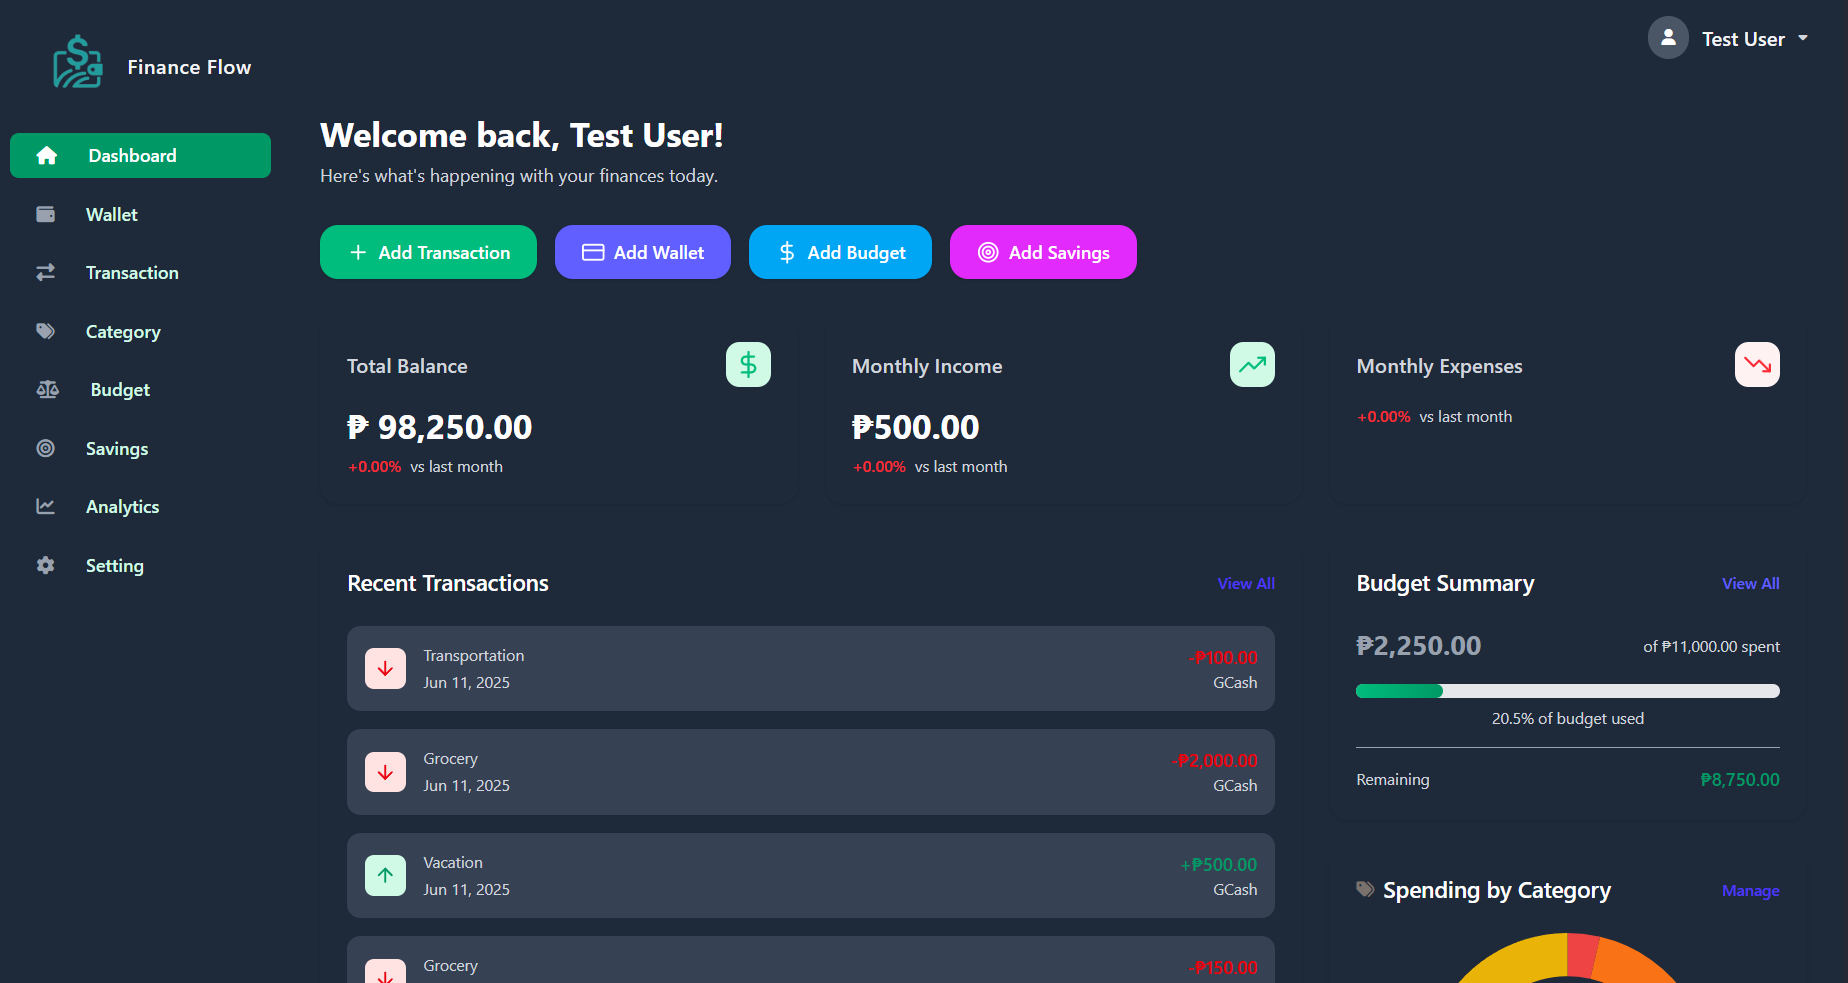 Finance Flow
Test User
Dashboard
Wallet
Transaction
Category
Budget
Savings
Analytics
Setting
Welcome back, Test User!
Here's what's happening with your finances today.
Add Transaction
Add Wallet
Add Budget
Add Savings
Total Balance
₱ 98,250.00
+0.00% vs last month
Monthly Income
₱500.00
+0.00% vs last month
Monthly Expenses
+0.00% vs last month
Recent Transactions
View All
Transportation
-₱100.00
Jun 11, 2025
GCash
Grocery
-₱2,000.00
Jun 11, 2025
GCash
Vacation
+₱500.00
Jun 11, 2025
GCash
Grocery
-₱150.00
Budget Summary
View All
₱2,250.00
of ₱11,000.00 spent
20.5% of budget used
Remaining
₱8,750.00
Spending by Category
Manage